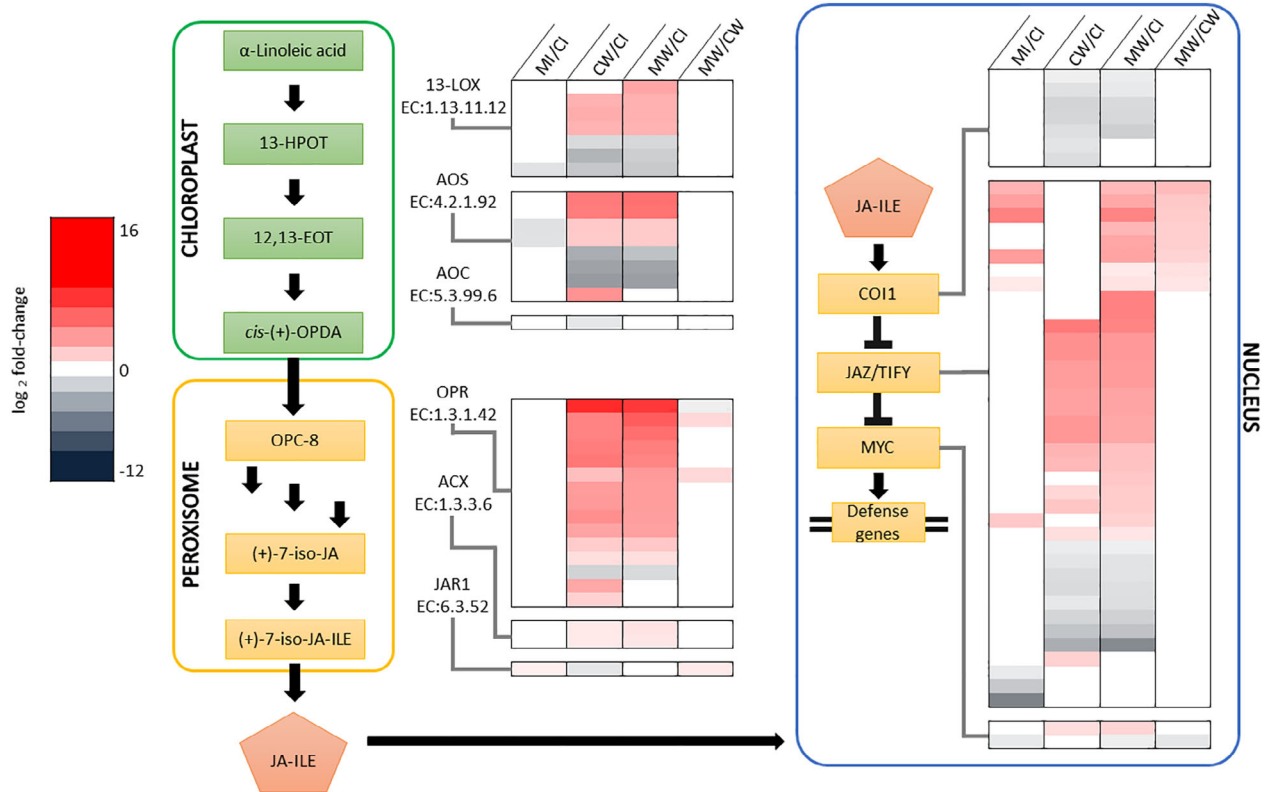 log 2 fold-change
16
0
-12
CHLOROPLAST
α-Linoleic acid
13-HPOT
12,13-EOT
cis-(+)-OPDA
PEROXISOME
OPC-8
(+)-7-iso-JA
(+)-7-iso-JA-ILE
JA-ILE
MI/CI
CW/CI
MW/CI
MW/CW
13-LOX
EC:1.13.11.12
AOS
EC:4.2.1.92
AOC
EC:5.3.99.6
OPR
EC:1.3.1.42
ACX
EC:1.3.3.6
JAR1
EC:6.3.52
NUCLEUS
MI/CI
CW/CI
MW/CI
MW/CW
JA-ILE
COI1
JAZ/TIFY
MYC
Defense
genes